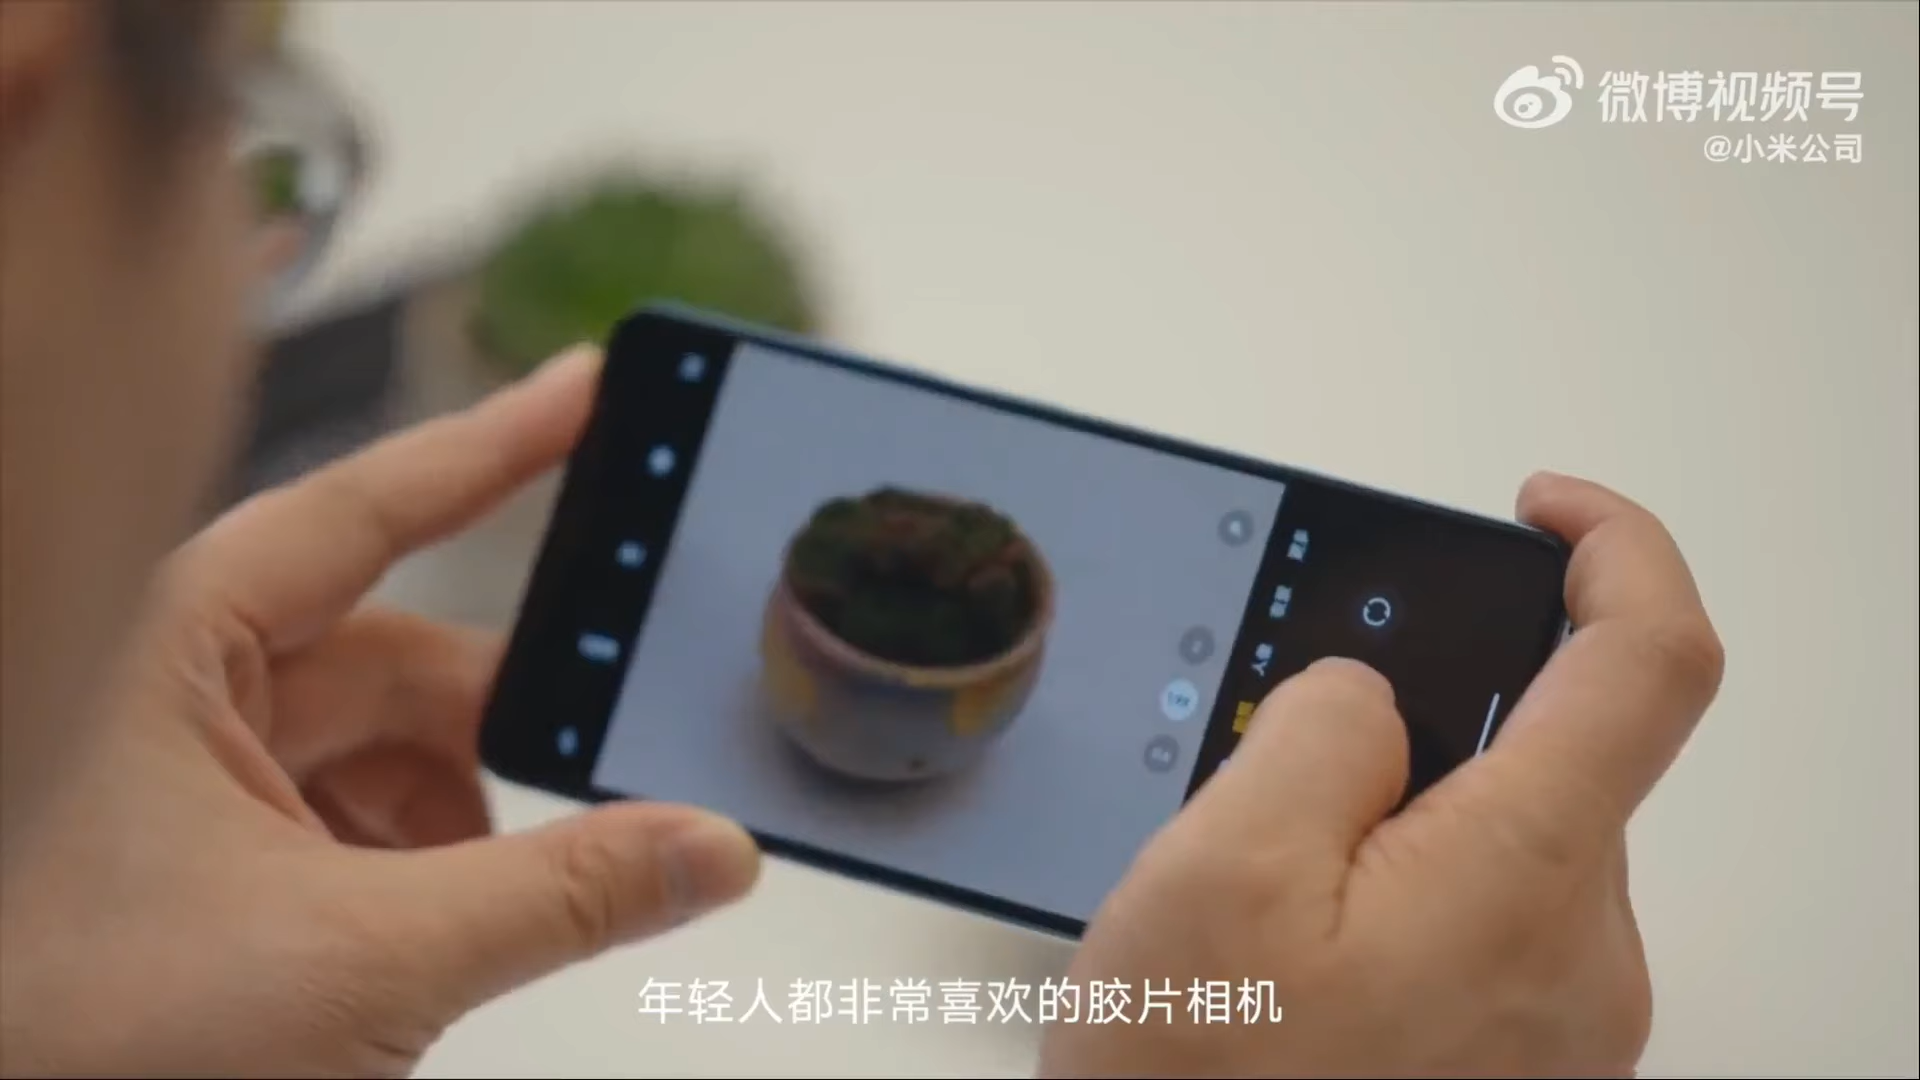 微博视频号
@小米公司
年轻人都非常喜欢的胶片相机